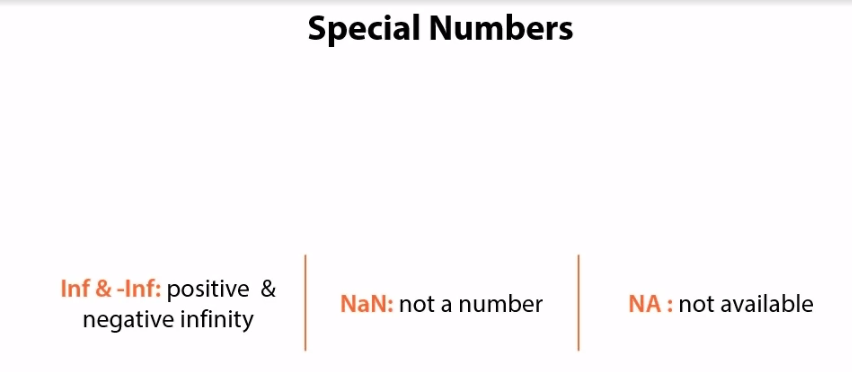 Special Numbers
Inf & -Inf: positive &
negative infinity
NaN: not a number
NA : not available